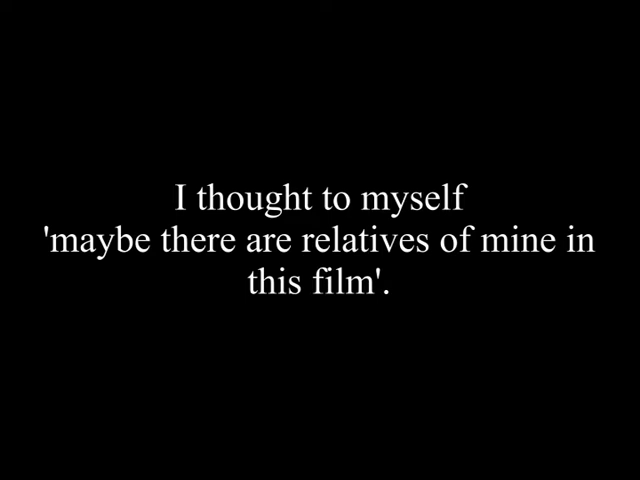 I thought to myself
'maybe there are relatives of mine in
this film'.